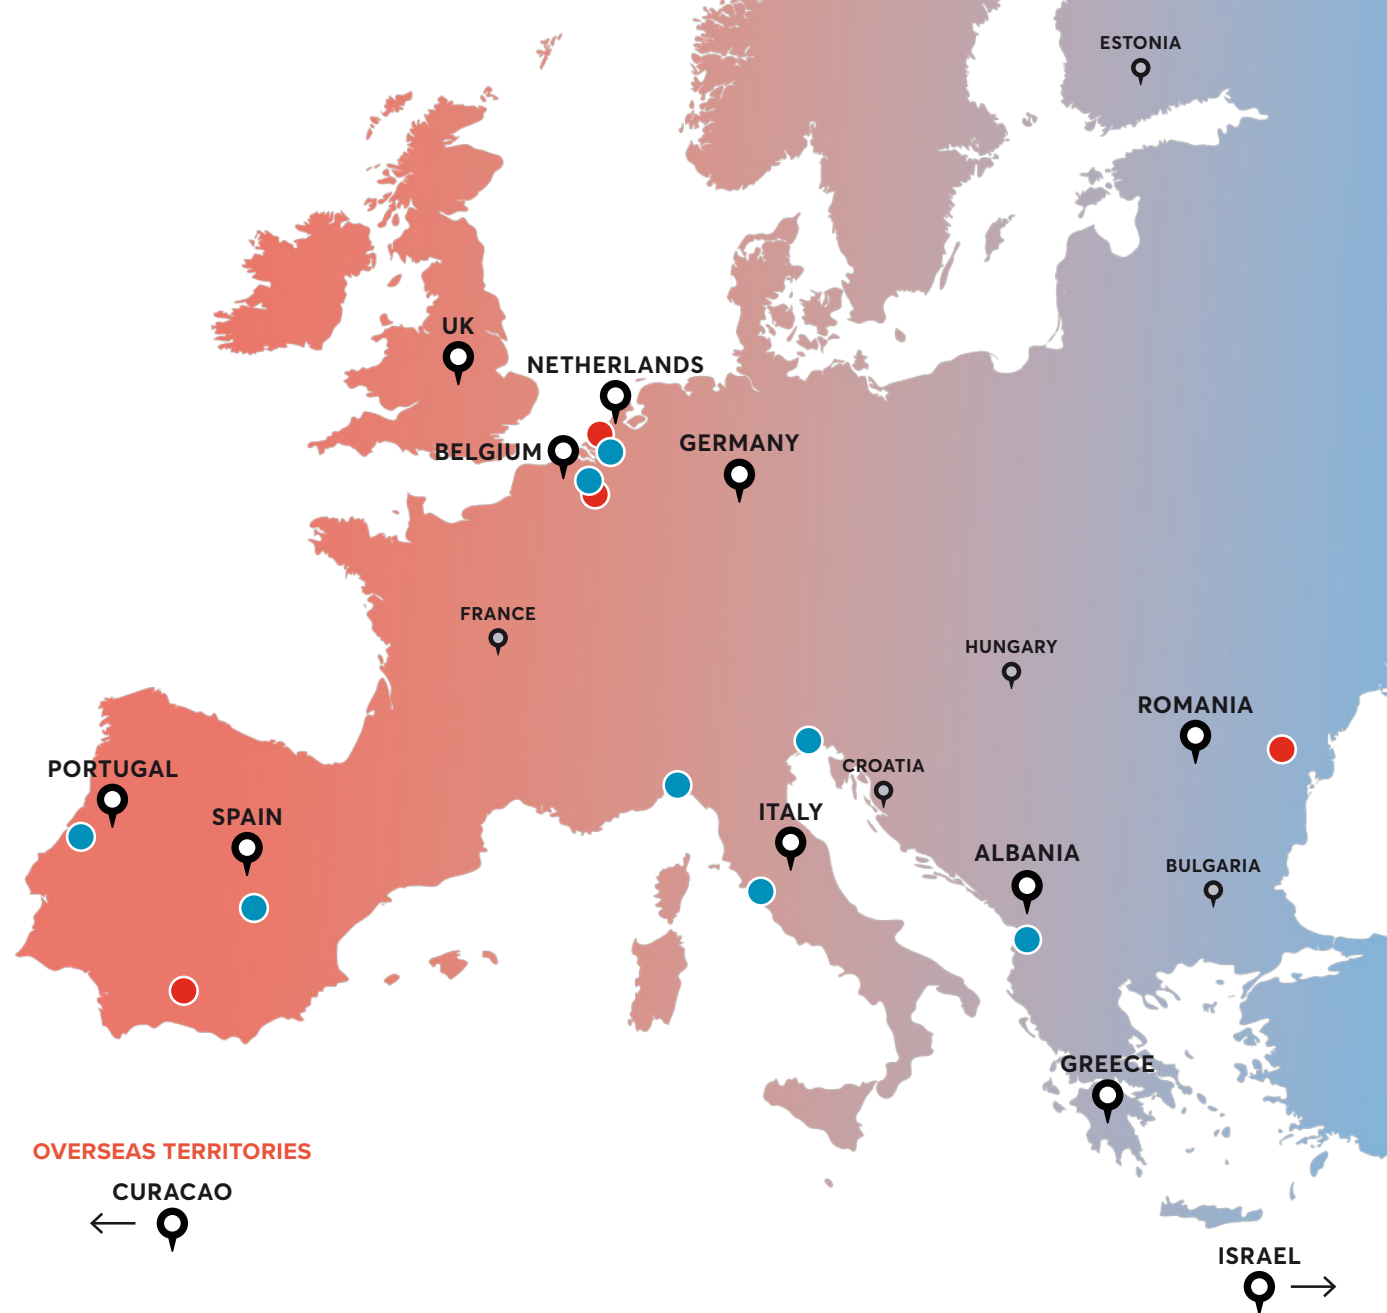 ESTONIA
UK
NETHERLANDS
BELGIUM
GERMANY
FRANCE
HUNGARY
ROMANIA
PORTUGAL
CROATIA
SPAIN
ITALY
ALBANIA
BULGARIA
GREECE
OVERSEAS TERRITORIES
CURACAO
ISRAEL